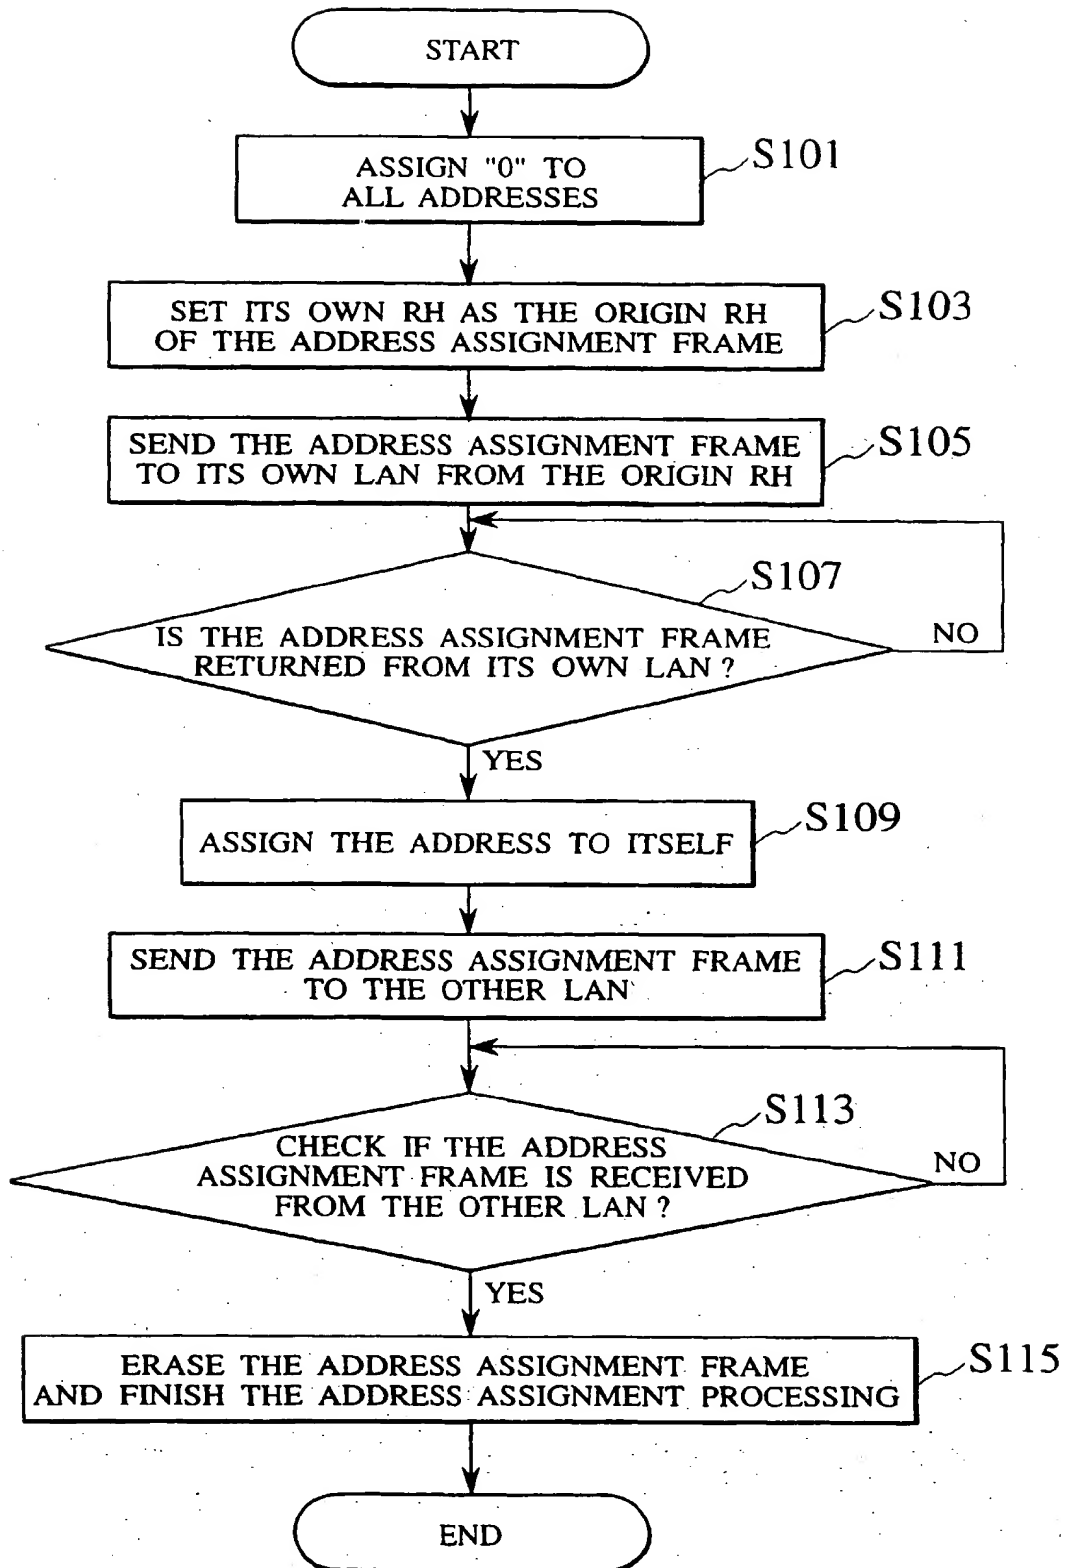 START
ASSIGN "0" TO
ALL ADDRESSES
S101
SET ITS OWN RH AS THE ORIGIN RH
OF THE ADDRESS ASSIGNMENT FRAME
S103
SEND THE ADDRESS ASSIGNMENT FRAME
TO ITS OWN LAN FROM THE ORIGIN RH
S105
S107
IS THE ADDRESS ASSIGNMENT FRAME
RETURNED FROM ITS OWN LAN ?
NO
YES
ASSIGN THE ADDRESS TO ITSELF
S109
SEND THE ADDRESS ASSIGNMENT FRAME
TO THE OTHER LAN
S111
S113
CHECK IF THE ADDRESS
ASSIGNMENT FRAME IS RECEIVED
FROM THE OTHER LAN ?
NO
YES
ERASE THE ADDRESS ASSIGNMENT FRAME
AND FINISH THE ADDRESS ASSIGNMENT PROCESSING
S115
END